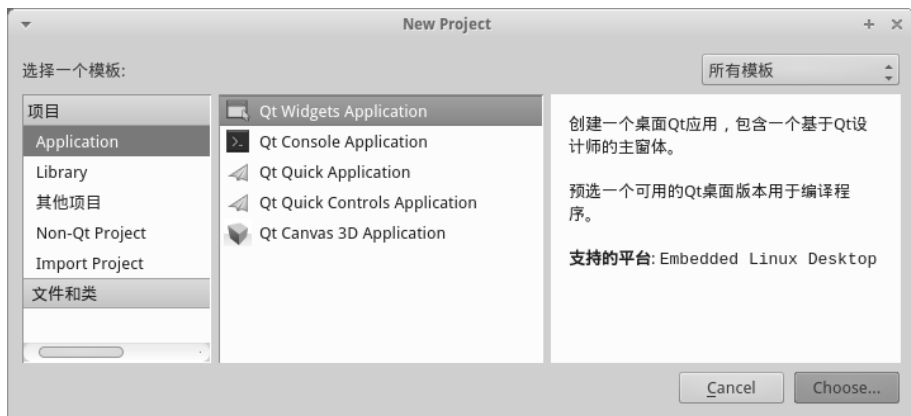 New Project
选择一个模板:
所有模板
项目
Application
Library
其他项目
Non-Qt Project
Import Project
文件和类
Qt Widgets Application
Qt Console Application
Qt Quick Application
Qt Quick Controls Application
Qt Canvas 3D Application
创建一个桌面Qt应用，包含一个基于Qt设
计师的主窗体。
预选一个可用的Qt桌面版本用于编译程
序。
支持的平台: Embedded Linux Desktop
Cancel
Choose...